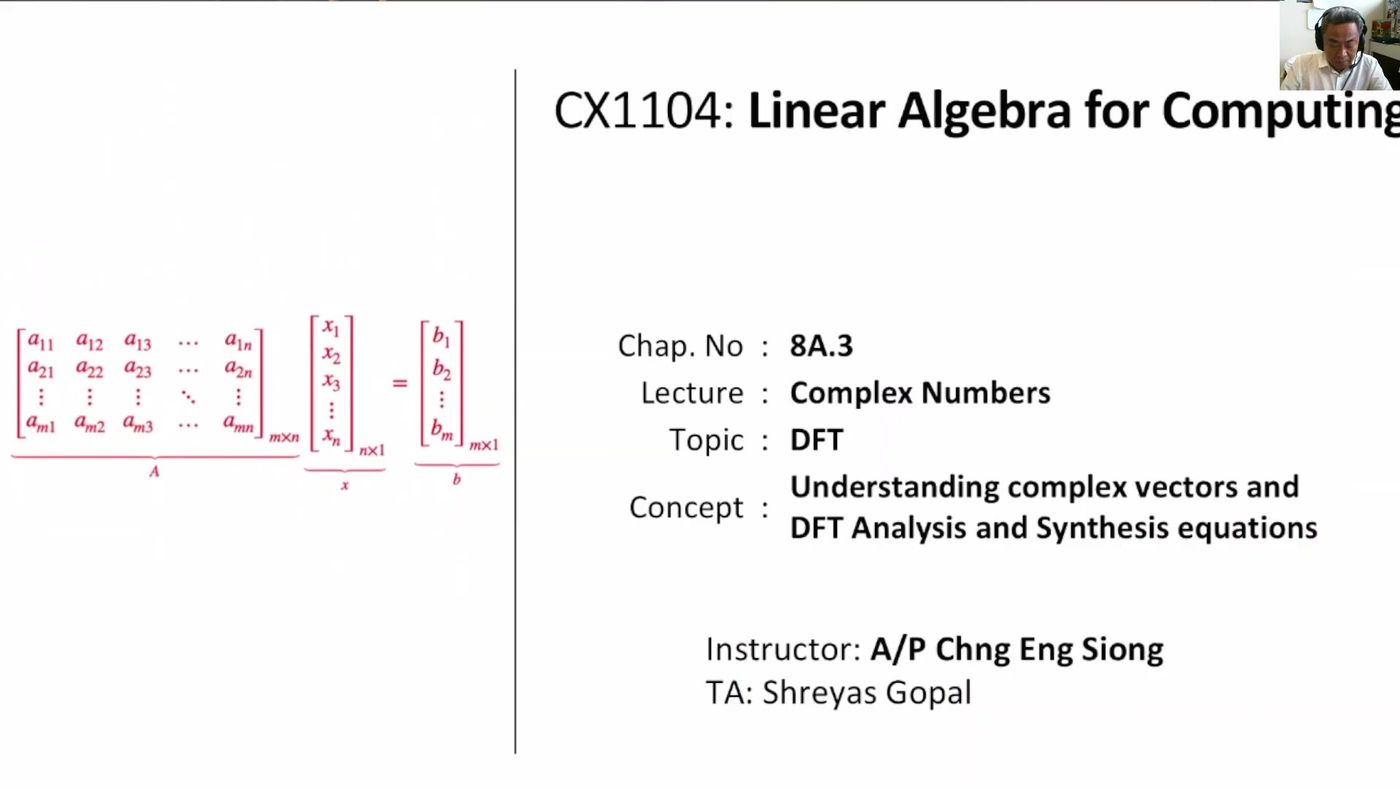 CX1104: Linear Algebra for Computing
a11 a12 a13 … a1n
a21 a22 a23 … a2n
⋮ ⋮ ⋮ ⋱ ⋮
am1 am2 am3 … amn
m×n
A
x1
x2
x3
⋮
xn
n×1
x
=
b1
b2
⋮
bm
m×1
b
Chap. No : 8A.3
Lecture : Complex Numbers
Topic : DFT
Concept : Understanding complex vectors and
DFT Analysis and Synthesis equations
Instructor: A/P Chng Eng Siong
TA: Shreyas Gopal